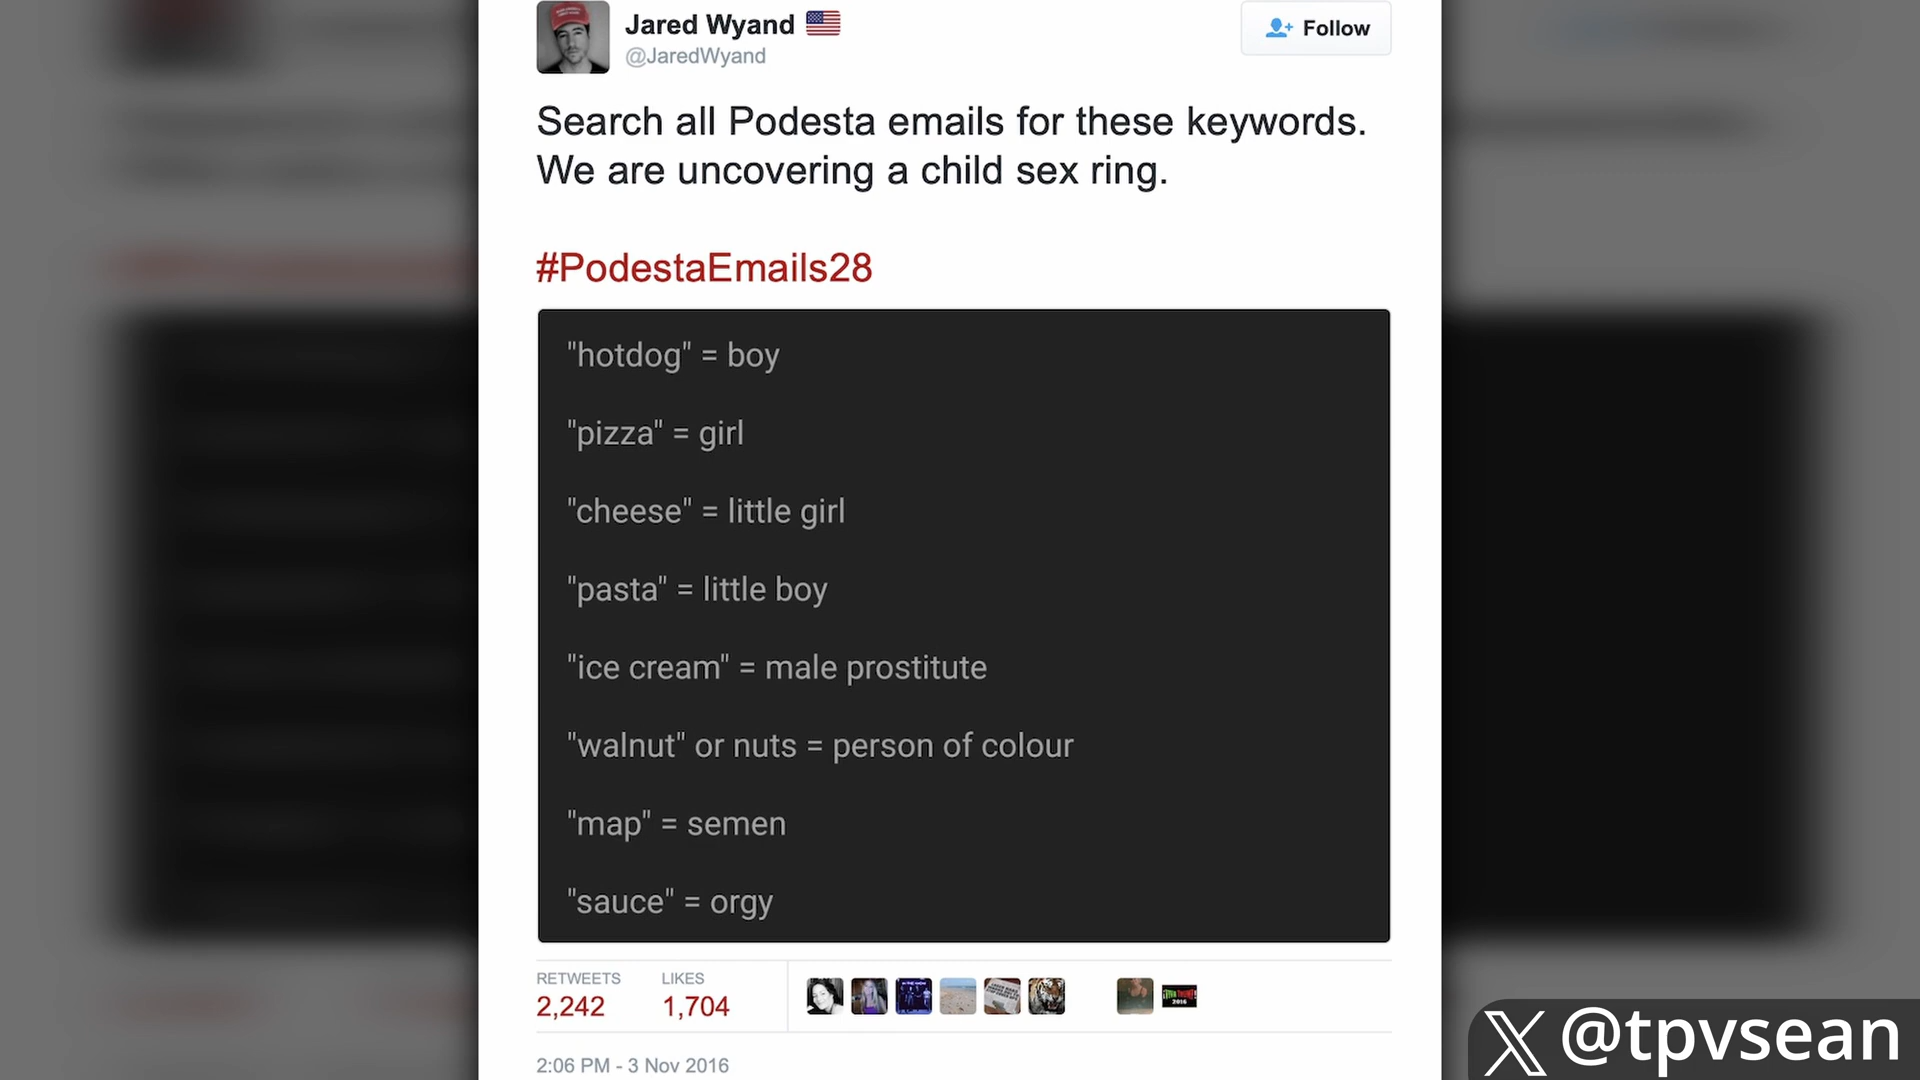 Jared Wyand
@JaredWyand
Follow
Search all Podesta emails for these keywords.
We are uncovering a child sex ring.
#PodestaEmails28
"hotdog" = boy
"pizza" = girl
"cheese" = little girl
"pasta" = little boy
"ice cream" = male prostitute
"walnut" or nuts = person of colour
"map" = semen
"sauce" = orgy
RETWEETS
LIKES
2,242
1,704
2:06 PM - 3 Nov 2016
@tpvsean